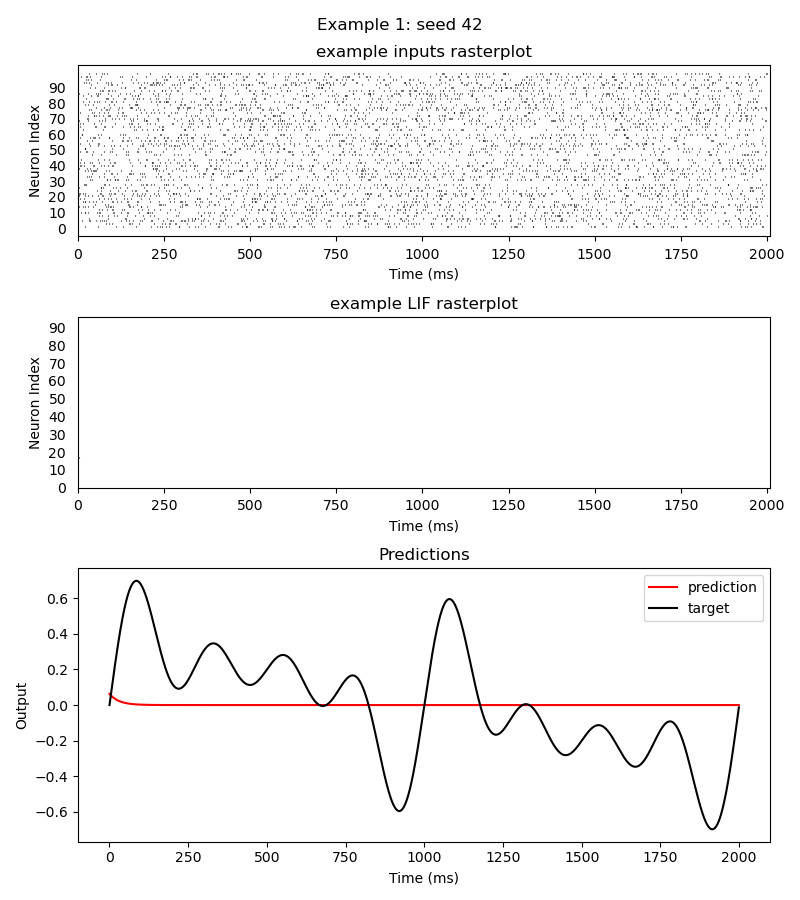 Example 1: seed 42
example inputs rasterplot
90
80
70
60
50
40
30
20
10
0
Neuron Index
0 250 500 750 1000 1250 1500 1750 2000
Time (ms)
example LIF rasterplot
90
80
70
60
50
40
30
20
10
0
Neuron Index
0 250 500 750 1000 1250 1500 1750 2000
Time (ms)
Predictions
prediction
target
0.6
0.4
0.2
0.0
−0.2
−0.4
−0.6
Output
0 250 500 750 1000 1250 1500 1750 2000
Time (ms)